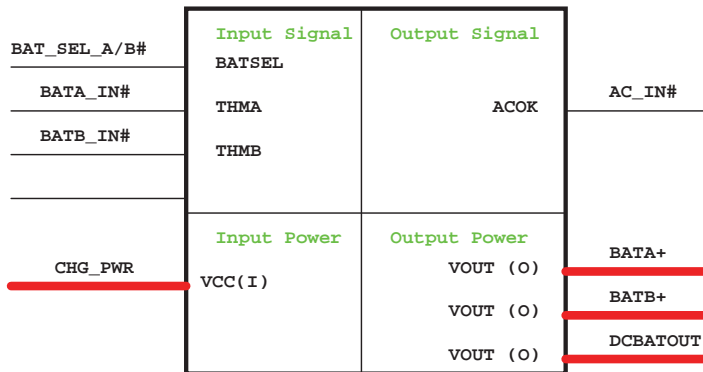 Input Signal Output Signal
BAT_SEL_A/B#
BATSEL
BATA_IN#
THMA
ACOK
AC_IN#
BATB_IN#
THMB
Input Power Output Power
CHG_PWR
VCC(I)
VOUT (O)
BATA+
VOUT (O)
BATB+
VOUT (O)
DCBATOUT